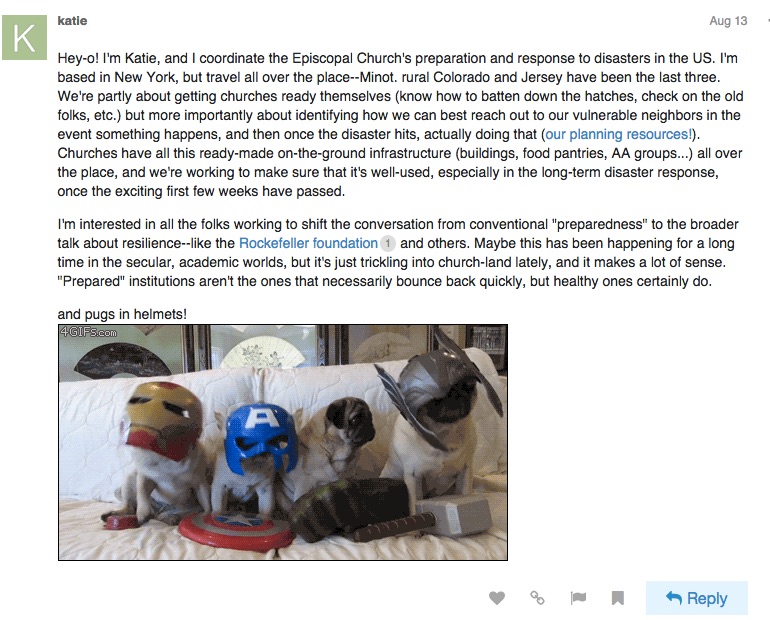 K
katie
Aug 13
Hey-o! I'm Katie, and I coordinate the Episcopal Church's preparation and response to disasters in the US. I'm
based in New York, but travel all over the place--Minot. rural Colorado and Jersey have been the last three.
We're partly about getting churches ready themselves (know how to batten down the hatches, check on the old
folks, etc.) but more importantly about identifying how we can best reach out to our vulnerable neighbors in the
event something happens, and then once the disaster hits, actually doing that (our planning resources!).
Churches have all this ready-made on-the-ground infrastructure (buildings, food pantries, AA groups...) all over
the place, and we're working to make sure that it's well-used, especially in the long-term disaster response,
once the exciting first few weeks have passed.
I'm interested in all the folks working to shift the conversation from conventional "preparedness" to the broader
talk about resilience--like the Rockefeller foundation 1 and others. Maybe this has been happening for a long
time in the secular, academic worlds, but it's just trickling into church-land lately, and it makes a lot of sense.
"Prepared" institutions aren't the ones that necessarily bounce back quickly, but healthy ones certainly do.
and pugs in helmets!
4GIFS.com
A
Reply